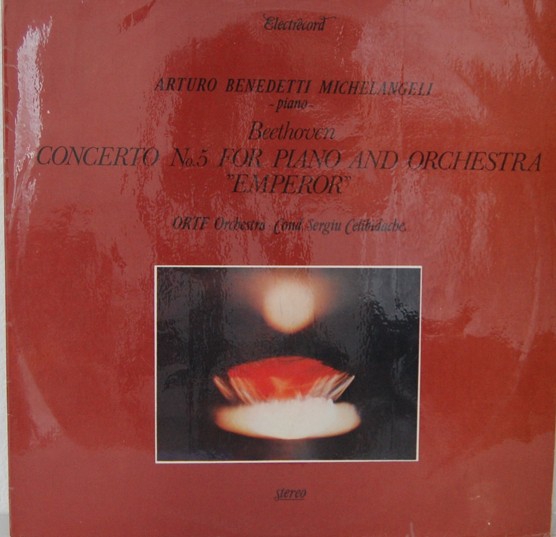 Electrecord
ARTURO BENEDETTI MICHELANGELI
- piano -
Beethoven
CONCERTO No.5 FOR PIANO AND ORCHESTRA
"EMPEROR"
ORTF Orchestra Cond. Sergiu Celibidache
stereo